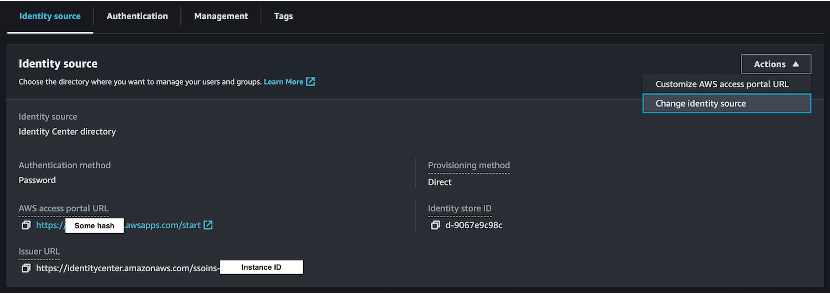 Identity source Authentication Management Tags
Identity source
Actions
Choose the directory where you want to manage your users and groups. Learn More
Customize AWS access portal URL
Change identity source
Identity source
Identity Center directory
Authentication method
Provisioning method
Password
Direct
AWS access portal URL
Identity store ID
https:// Some hash .awsapps.com/start
d-9067e9c98c
Issuer URL
https://identitycenter.amazonaws.com/ssoins- Instance ID